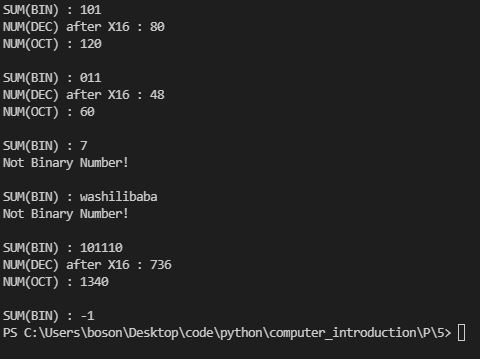 SUM(BIN) : 101
NUM(DEC) after X16 : 80
NUM(OCT) : 120
SUM(BIN) : 011
NUM(DEC) after X16 : 48
NUM(OCT) : 60
SUM(BIN) : 7
Not Binary Number!
SUM(BIN) : washilibaba
Not Binary Number!
SUM(BIN) : 101110
NUM(DEC) after X16 : 736
NUM(OCT) : 1340
SUM(BIN) : -1
PS C:\Users\boson\Desktop\code\python\computer_introduction\P\5>